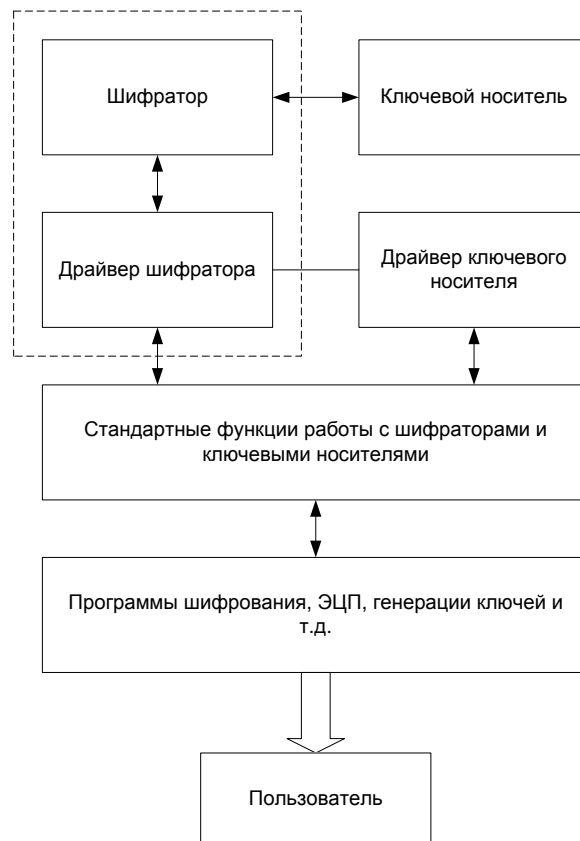 Шифратор
Ключевой носитель
Драйвер шифратора
Драйвер ключевого
носителя
Стандартные функции работы с шифраторами и
ключевыми носителями
Программы шифрования, ЭЦП, генерации ключей и
т.д.
Пользователь